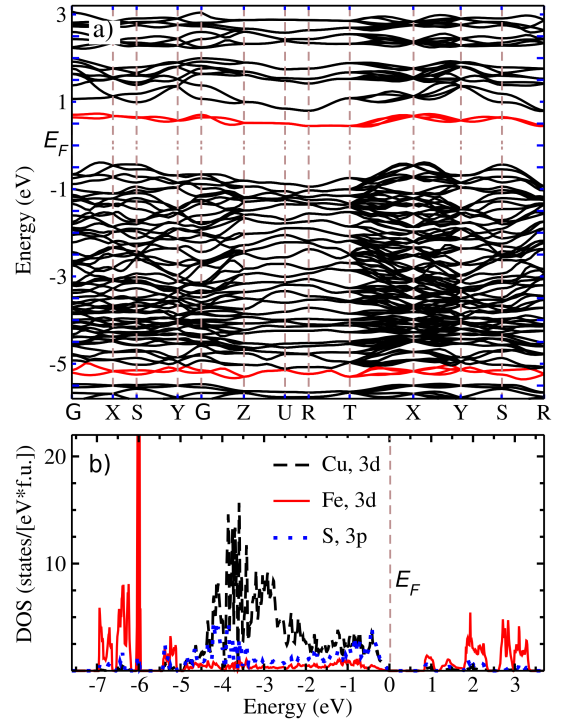 3
a)
1
E_F
-1
-3
-5
Energy (eV)
G X S Y G Z U R T X Y S R
20
b)
Cu, 3d
Fe, 3d
S, 3p
10
E_F
DOS (states/[eV*f.u.]
-7 -6 -5 -4 -3 -2 -1 0 1 2 3
Energy (eV)